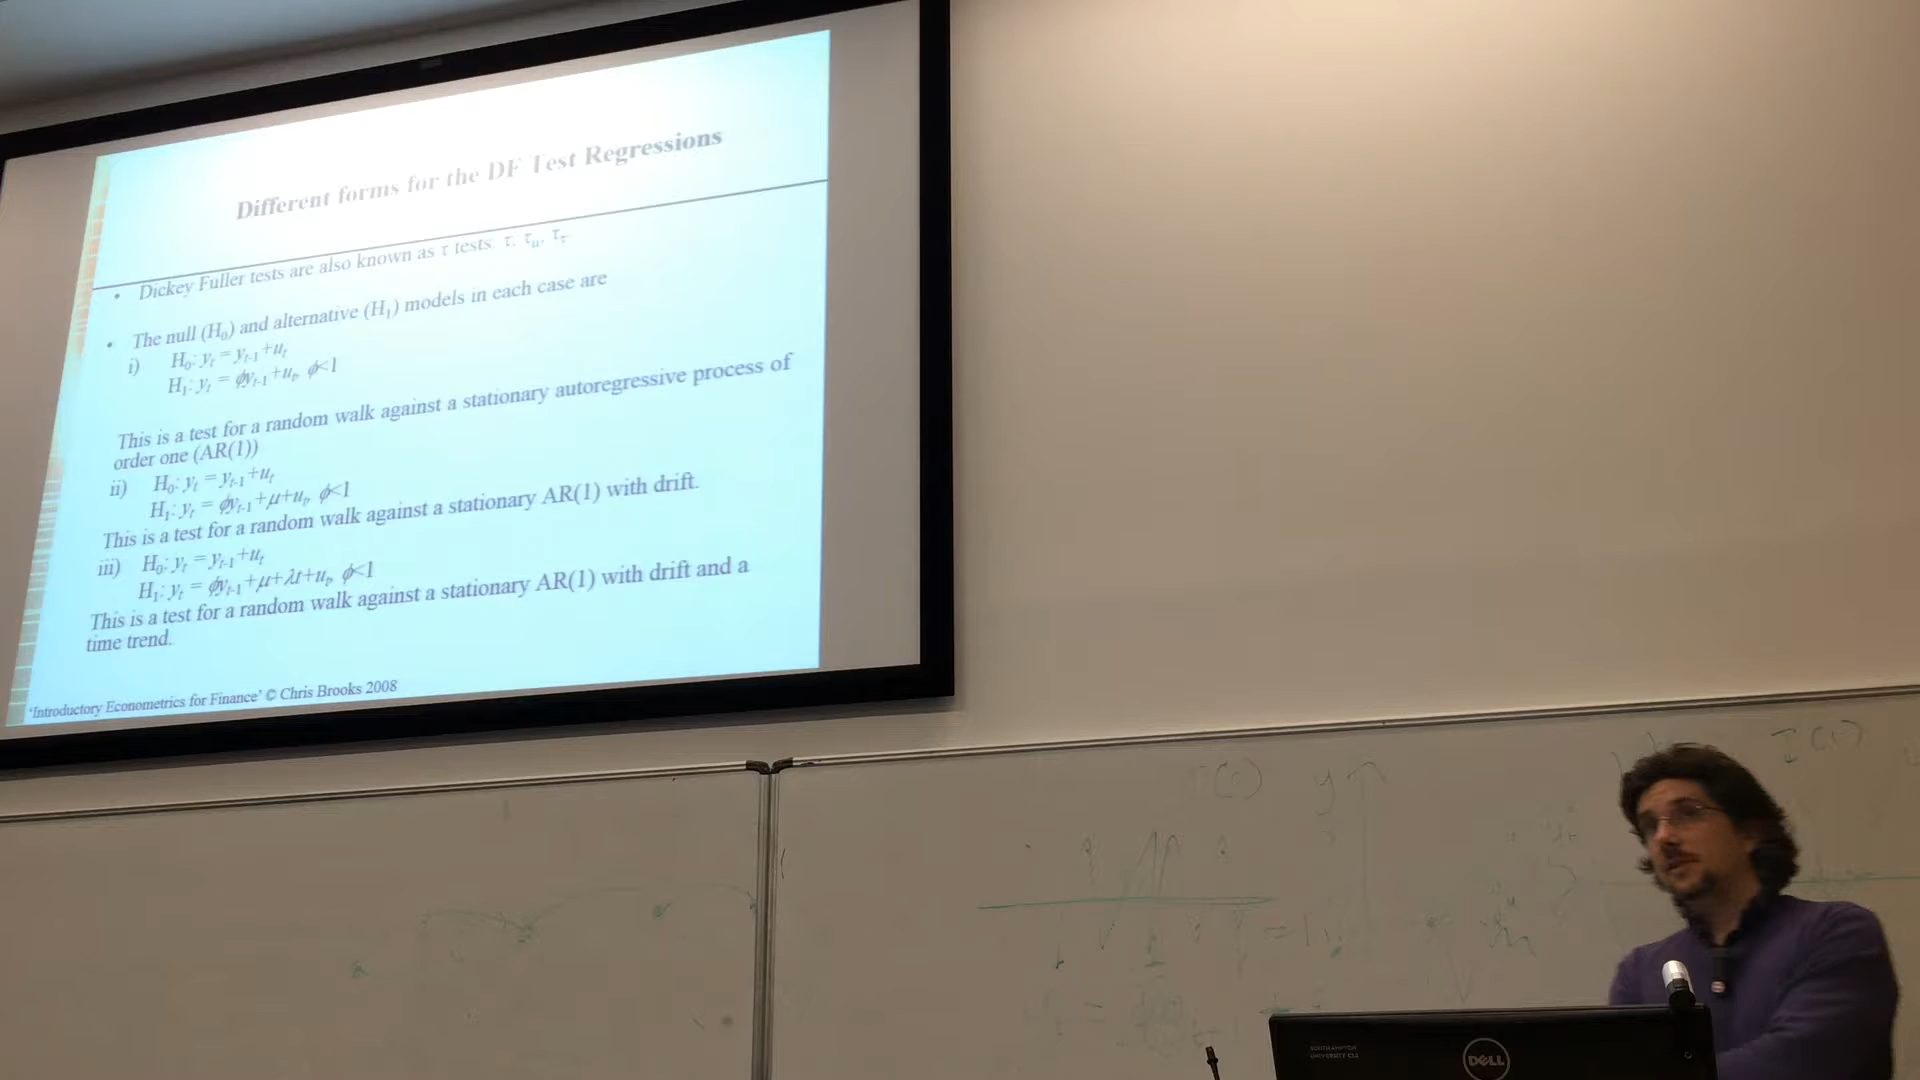 Different forms for the DF Test Regressions
• Dickey Fuller tests are also known as τ tests: τ, τμ, ττ.
• The null (H0) and alternative (H1) models in each case are
i) H0: yt = yt-1+ut
H1: yt = ϕyt-1+ut, ϕ<1
This is a test for a random walk against a stationary autoregressive process of
order one (AR(1))
ii) H0: yt = yt-1+ut
H1: yt = ϕyt-1+μ+ut, ϕ<1
This is a test for a random walk against a stationary AR(1) with drift.
iii) H0: yt = yt-1+ut
H1: yt = ϕyt-1+μ+λt+ut, ϕ<1
This is a test for a random walk against a stationary AR(1) with drift and a
time trend.
‘Introductory Econometrics for Finance’ © Chris Brooks 2008
I(0) y
I(1)
SOUTHAMPTON
DELL